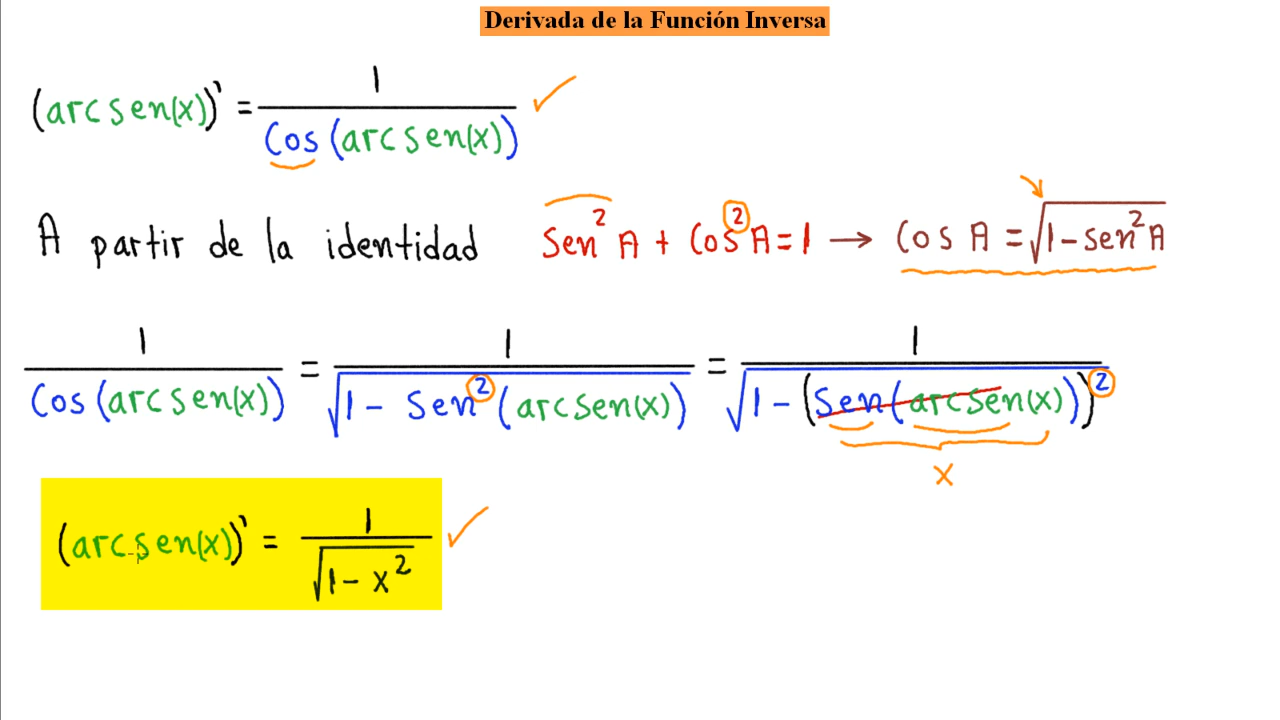 Derivada de la Función Inversa
(arcsen(x))' = 1 / Cos(arcsen(x)) ✓
A partir de la identidad Sen²A + Cos²A = 1 → Cos A = √(1 - sen²A)
1 / Cos(arcsen(x)) = 1 / √(1 - Sen²(arcsen(x))) = 1 / √(1 - (Sen(arcsen(x)))²)
x
(arcsen(x))' = 1 / √(1 - x²) ✓